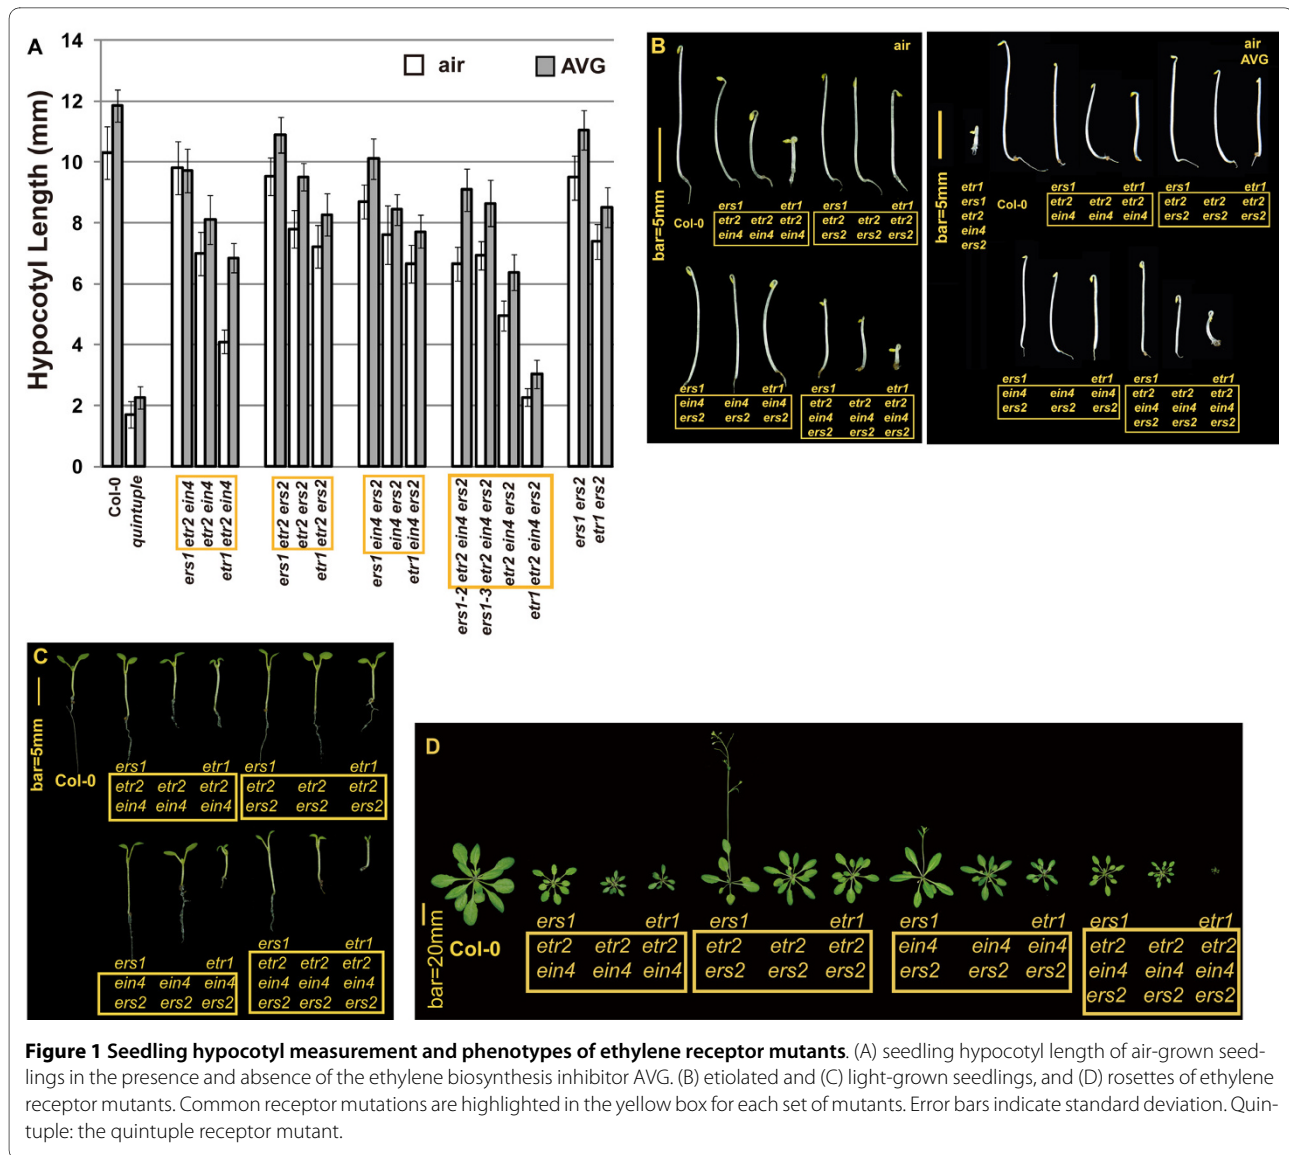 A
14
12
10
8
6
4
2
0
Hypocotyl Length (mm)
air
AVG
Col-0
quintuple
ers1 etr2 ein4
etr2 ein4
etr1 etr2 ein4
ers1 etr2 ers2
etr2 ers2
etr1 etr2 ers2
ers1 ein4 ers2
ein4 ers2
etr1 ein4 ers2
ers1-2 etr2 ein4 ers2
ers1-3 etr2 ein4 ers2
etr2 ein4 ers2
etr1 etr2 ein4 ers2
ers1 ers2
etr1 ers2
B
air
bar=5mm
ers1 etr1 ers1 etr1
Col-0 etr2 etr2 etr2 etr2 etr2 etr2
ein4 ein4 ein4 ers2 ers2 ers2
ers1 etr1 ers1 etr1
ein4 ein4 ein4 etr2 etr2 etr2
ers2 ers2 ers2 ein4 ein4 ein4
ers2 ers2 ers2
air
AVG
bar=5mm
etr1
ers1
etr2
ein4
ers2
ers1 etr1 ers1 etr1
Col-0 etr2 etr2 etr2 etr2 etr2 etr2
ein4 ein4 ein4 ers2 ers2 ers2
ers1 etr1 ers1 etr1
ein4 ein4 ein4 etr2 etr2 etr2
ers2 ers2 ers2 ein4 ein4 ein4
ers2 ers2 ers2
C
bar=5mm
ers1 etr1 ers1 etr1
Col-0 etr2 etr2 etr2 etr2 etr2 etr2
ein4 ein4 ein4 ers2 ers2 ers2
ers1 etr1 ers1 etr1
ein4 ein4 ein4 etr2 etr2 etr2
ers2 ers2 ers2 ein4 ein4 ein4
ers2 ers2 ers2
D
bar=20mm
ers1 etr1 ers1 etr1 ers1 etr1 ers1 etr1
Col-0 etr2 etr2 etr2 etr2 etr2 etr2 ein4 ein4 ein4 etr2 etr2 etr2
ein4 ein4 ein4 ers2 ers2 ers2 ers2 ers2 ers2 ein4 ein4 ein4
ers2 ers2 ers2
Figure 1 Seedling hypocotyl measurement and phenotypes of ethylene receptor mutants. (A) seedling hypocotyl length of air-grown seed-
lings in the presence and absence of the ethylene biosynthesis inhibitor AVG. (B) etiolated and (C) light-grown seedlings, and (D) rosettes of ethylene
receptor mutants. Common receptor mutations are highlighted in the yellow box for each set of mutants. Error bars indicate standard deviation. Quin-
tuple: the quintuple receptor mutant.